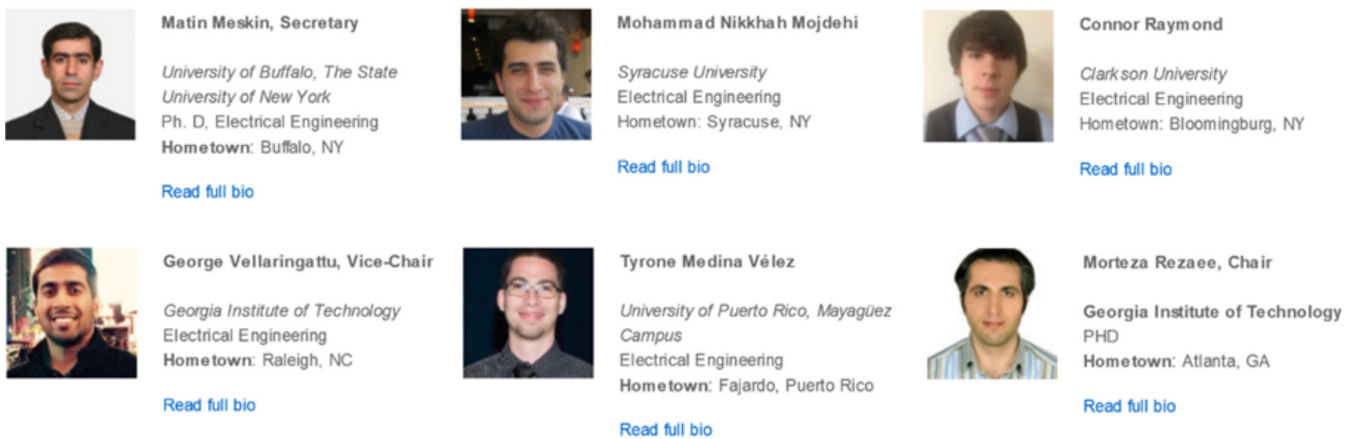 Matin Meskin, Secretary
University of Buffalo, The State
University of New York
Ph. D, Electrical Engineering
Hometown: Buffalo, NY
Read full bio
Mohammad Nikkhah Mojdehi
Syracuse University
Electrical Engineering
Hometown: Syracuse, NY
Read full bio
Connor Raymond
Clarkson University
Electrical Engineering
Hometown: Bloomingburg, NY
Read full bio
George Vellaringattu, Vice-Chair
Georgia Institute of Technology
Electrical Engineering
Hometown: Raleigh, NC
Read full bio
Tyrone Medina Vélez
University of Puerto Rico, Mayagüez
Campus
Electrical Engineering
Hometown: Fajardo, Puerto Rico
Read full bio
Morteza Rezaee, Chair
Georgia Institute of Technology
PHD
Hometown: Atlanta, GA
Read full bio